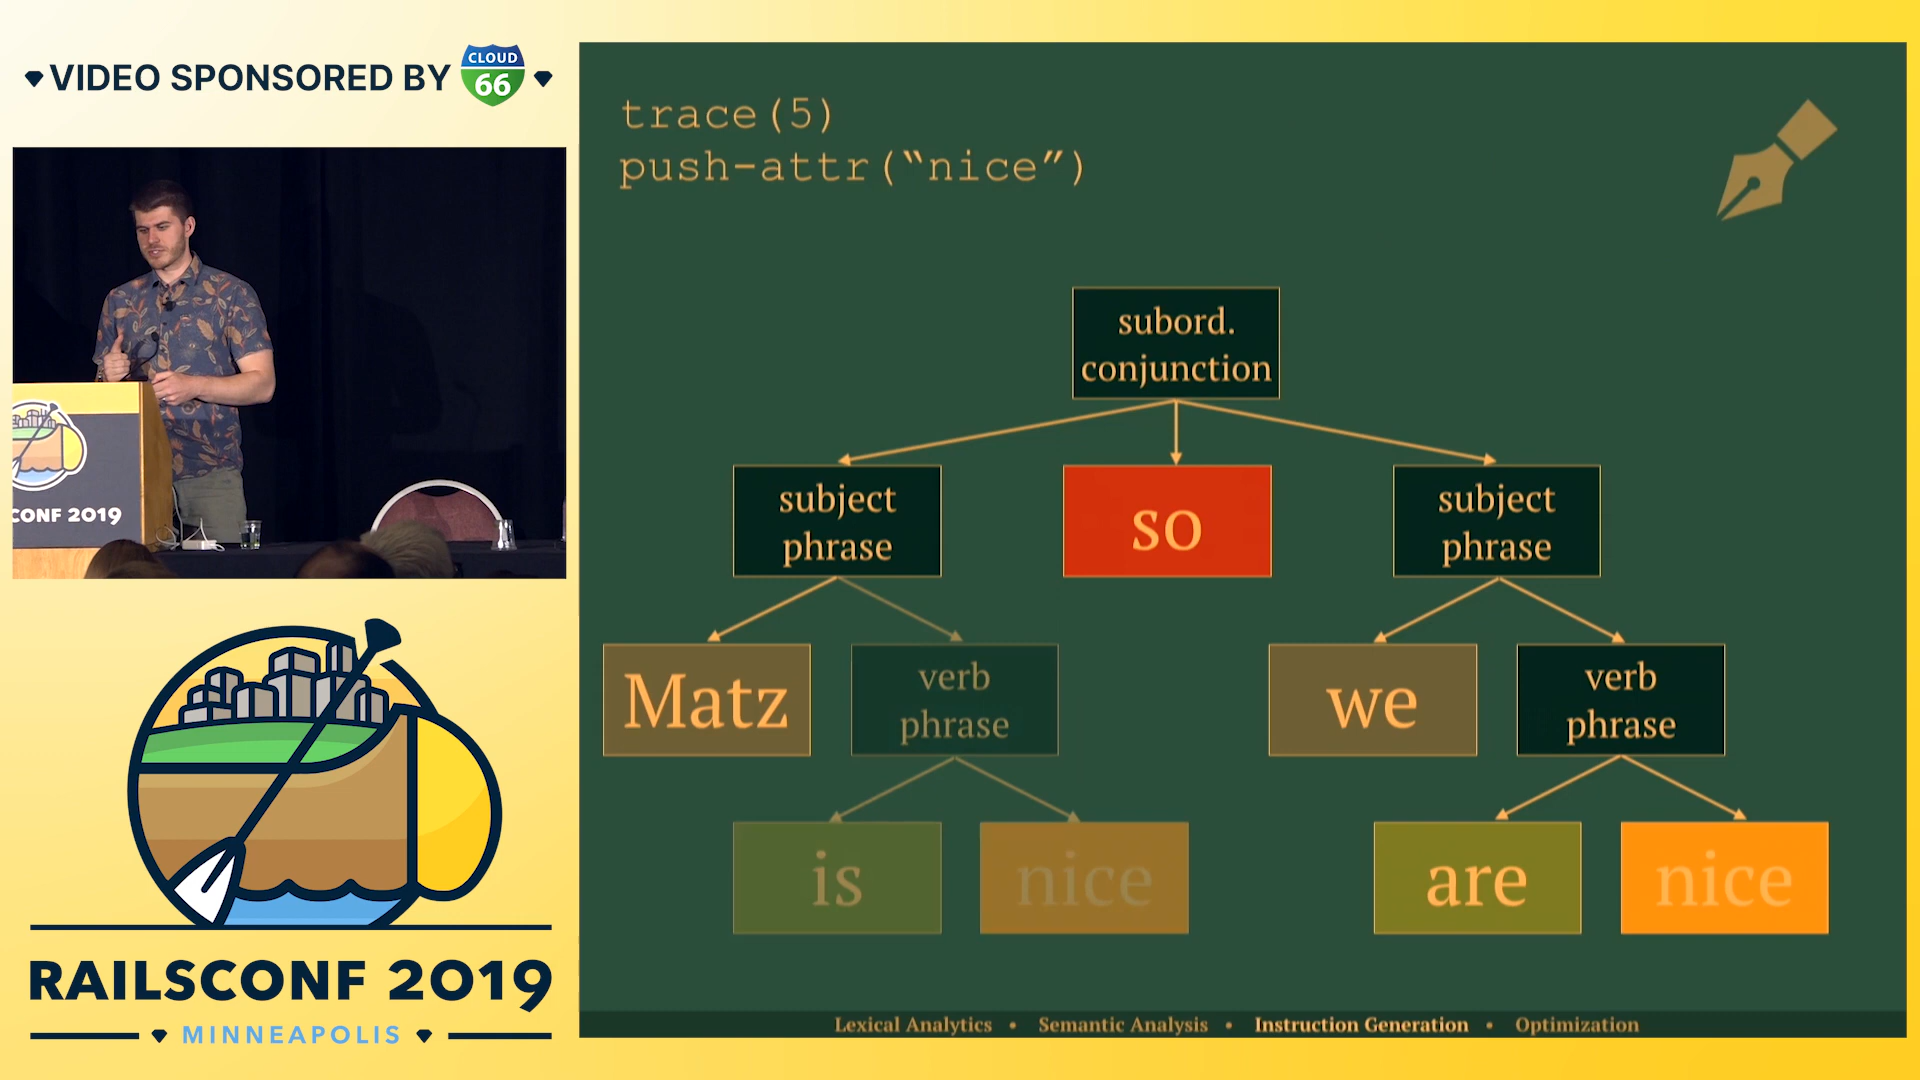 VIDEO SPONSORED BY
CLOUD
66
CONF 2019
RAILSCONF 2019
MINNEAPOLIS
trace(5)
push-attr(“nice”)
subord.
conjunction
subject
phrase
so
subject
phrase
Matz
verb
phrase
we
verb
phrase
is
nice
are
nice
Lexical Analytics • Semantic Analysis • Instruction Generation • Optimization